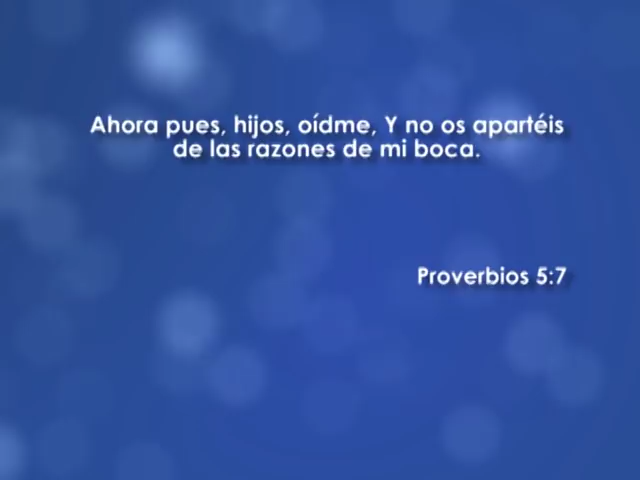 Ahora pues, hijos, oídme, Y no os apartéis
de las razones de mi boca.
Proverbios 5:7